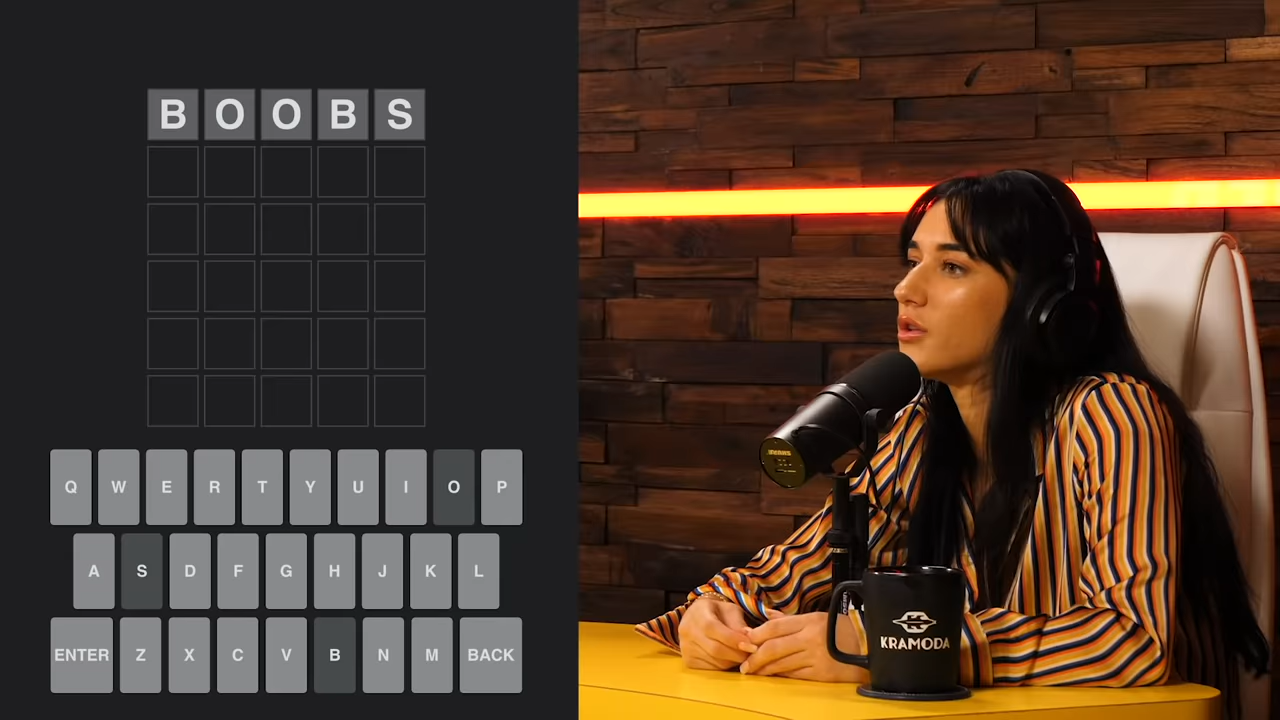 BOOBS
Q W E R T Y U I O P
A S D F G H J K L
ENTER Z X C V B N M BACK
KRAMODA